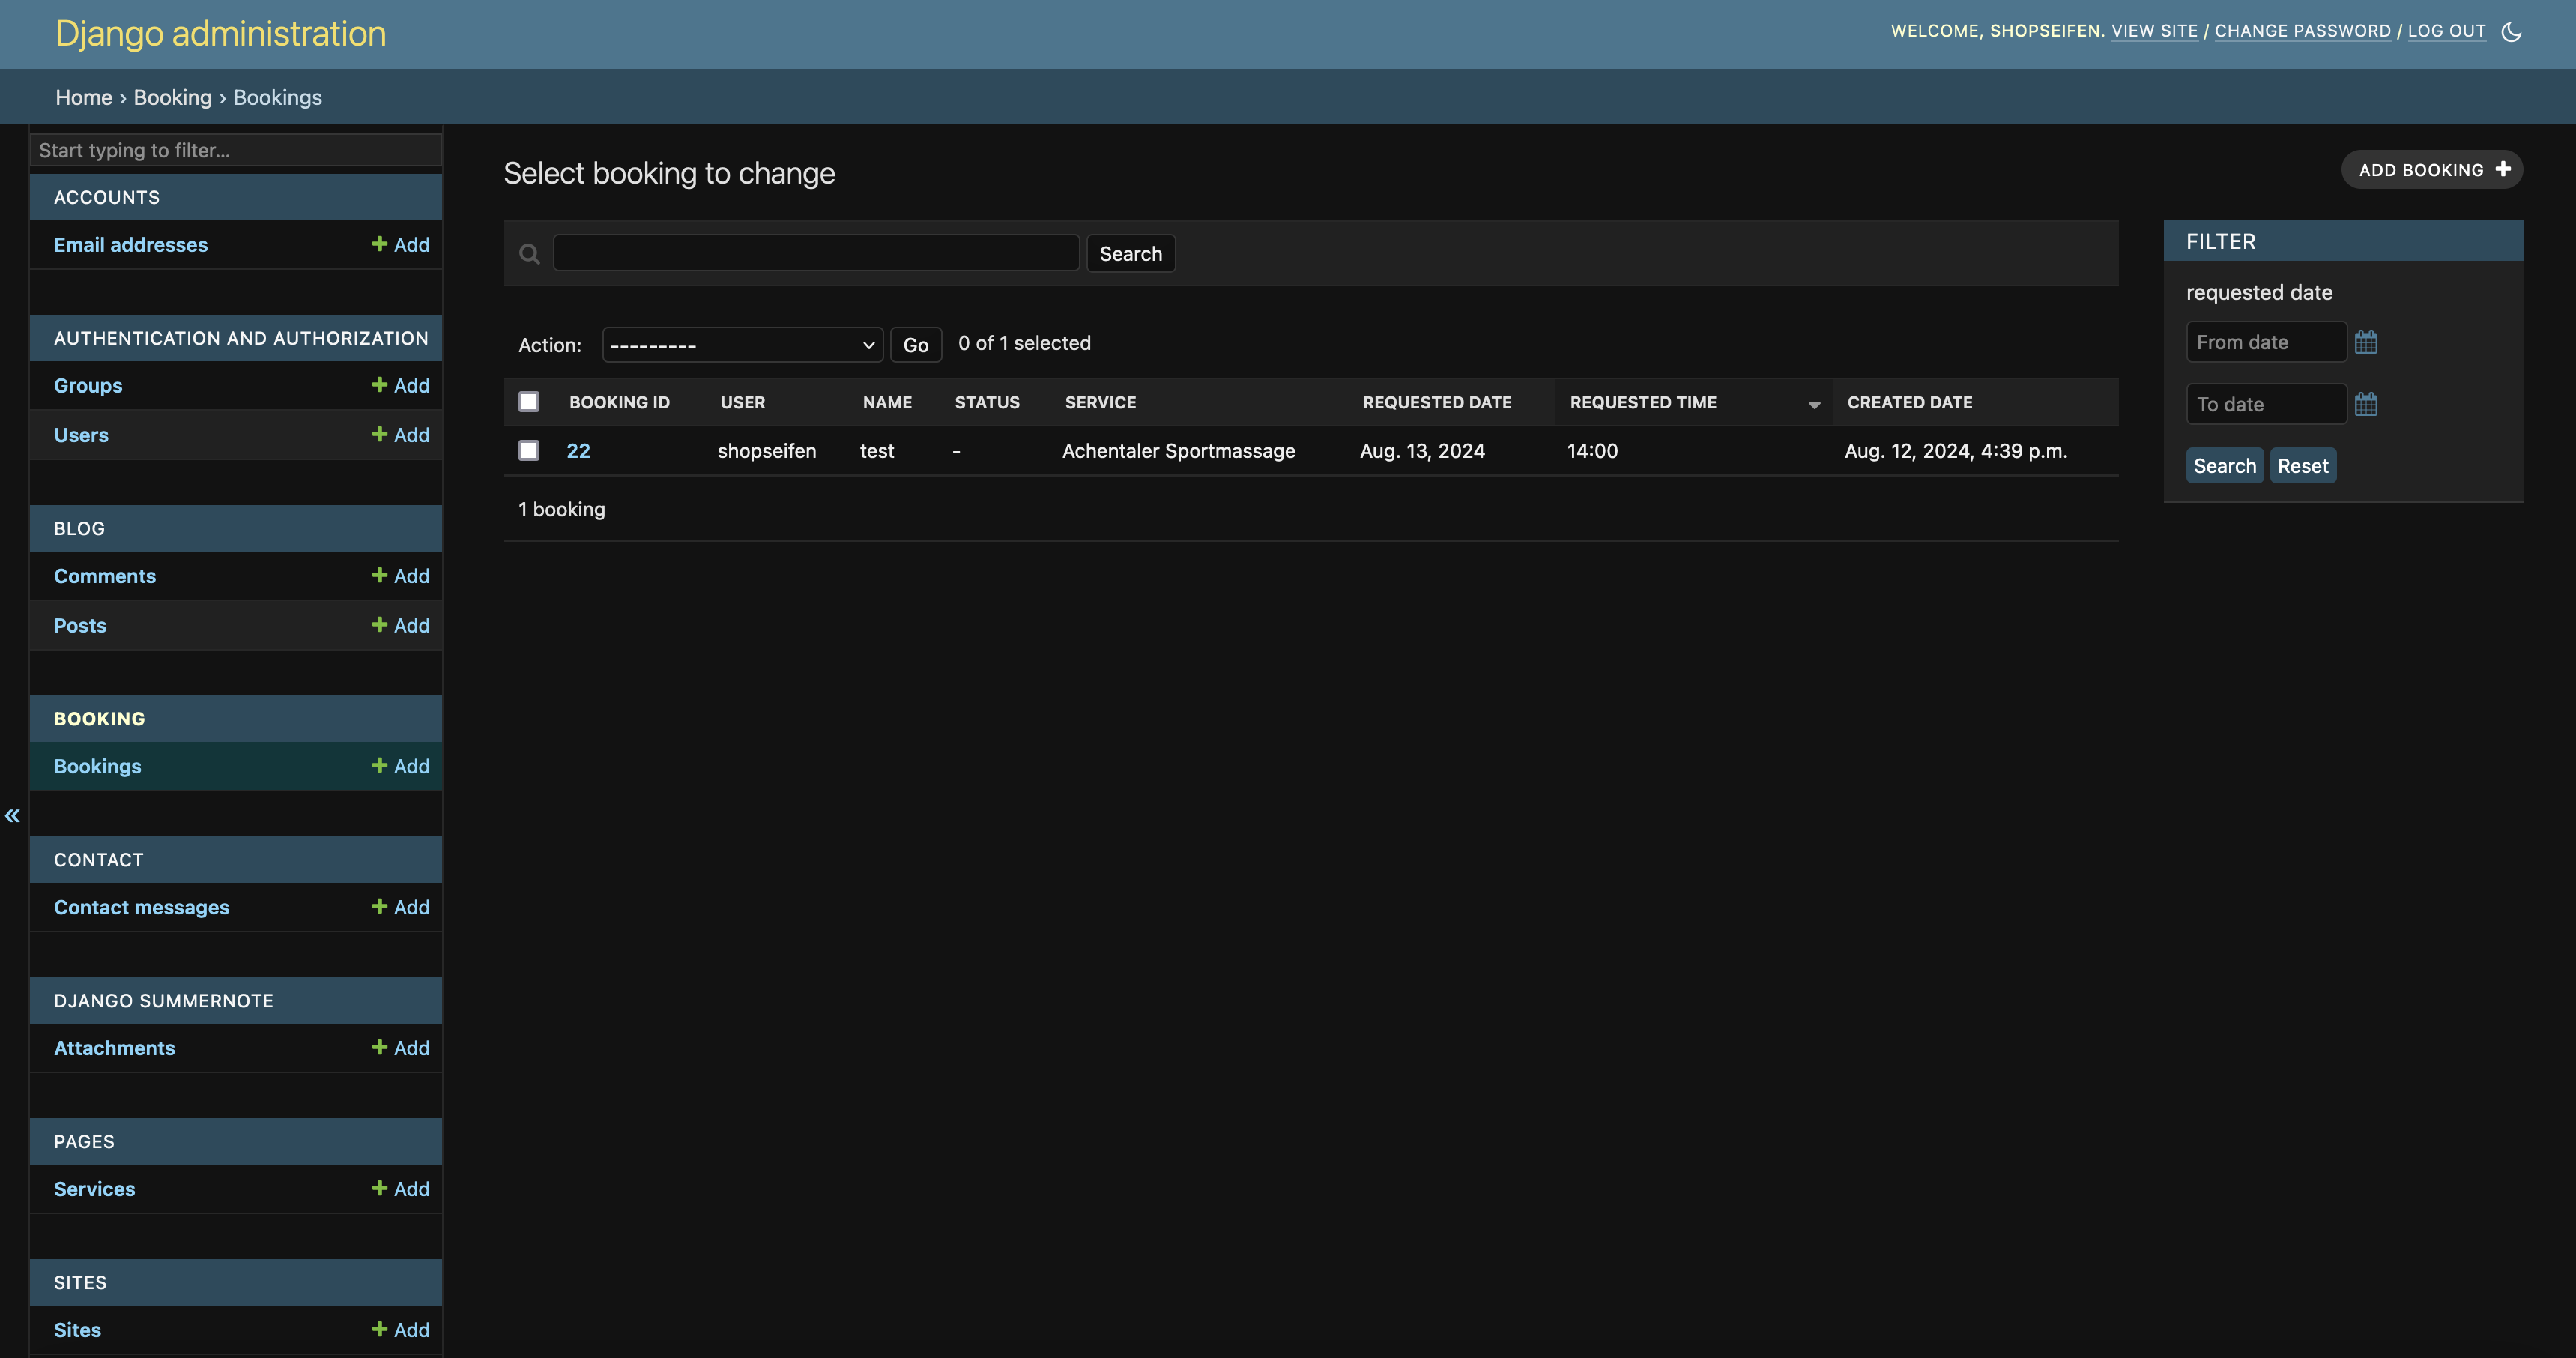 Django administration
WELCOME, SHOPSEIFEN. VIEW SITE / CHANGE PASSWORD / LOG OUT
Home › Booking › Bookings
Start typing to filter...
ACCOUNTS
Email addresses + Add
AUTHENTICATION AND AUTHORIZATION
Groups + Add
Users + Add
BLOG
Comments + Add
Posts + Add
BOOKING
Bookings + Add
«
CONTACT
Contact messages + Add
DJANGO SUMMERNOTE
Attachments + Add
PAGES
Services + Add
SITES
Sites + Add
Select booking to change
ADD BOOKING +
Search
Action: --------- Go 0 of 1 selected
BOOKING ID USER NAME STATUS SERVICE REQUESTED DATE REQUESTED TIME CREATED DATE
22 shopseifen test - Achentaler Sportmassage Aug. 13, 2024 14:00 Aug. 12, 2024, 4:39 p.m.
1 booking
FILTER
requested date
From date
To date
Search Reset